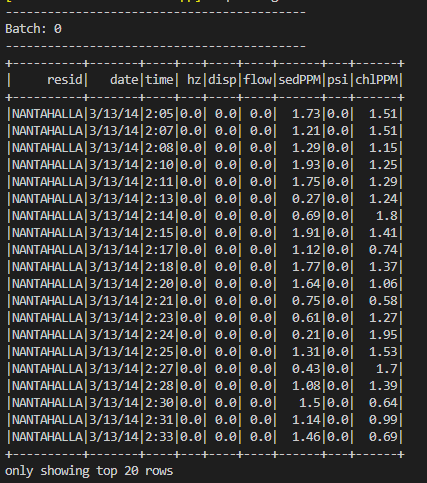 -------------------------------------------
Batch: 0
-------------------------------------------
+----------+-------+----+---+----+----+------+---+------+
|     resid|   date|time| hz|disp|flow|sedPPM|psi|chlPPM|
+----------+-------+----+---+----+----+------+---+------+
|NANTAHALLA|3/13/14|2:05|0.0| 0.0| 0.0|  1.73|0.0|  1.51|
|NANTAHALLA|3/13/14|2:07|0.0| 0.0| 0.0|  1.21|0.0|  1.51|
|NANTAHALLA|3/13/14|2:08|0.0| 0.0| 0.0|  1.29|0.0|  1.15|
|NANTAHALLA|3/13/14|2:10|0.0| 0.0| 0.0|  1.93|0.0|  1.25|
|NANTAHALLA|3/13/14|2:11|0.0| 0.0| 0.0|  1.75|0.0|  1.29|
|NANTAHALLA|3/13/14|2:13|0.0| 0.0| 0.0|  0.27|0.0|  1.24|
|NANTAHALLA|3/13/14|2:14|0.0| 0.0| 0.0|  0.69|0.0|   1.8|
|NANTAHALLA|3/13/14|2:15|0.0| 0.0| 0.0|  1.91|0.0|  1.41|
|NANTAHALLA|3/13/14|2:17|0.0| 0.0| 0.0|  1.12|0.0|  0.74|
|NANTAHALLA|3/13/14|2:18|0.0| 0.0| 0.0|  1.77|0.0|  1.37|
|NANTAHALLA|3/13/14|2:20|0.0| 0.0| 0.0|  1.64|0.0|  1.06|
|NANTAHALLA|3/13/14|2:21|0.0| 0.0| 0.0|  0.75|0.0|  0.58|
|NANTAHALLA|3/13/14|2:23|0.0| 0.0| 0.0|  0.61|0.0|  1.27|
|NANTAHALLA|3/13/14|2:24|0.0| 0.0| 0.0|  0.21|0.0|  1.95|
|NANTAHALLA|3/13/14|2:25|0.0| 0.0| 0.0|  1.31|0.0|  1.53|
|NANTAHALLA|3/13/14|2:27|0.0| 0.0| 0.0|  0.43|0.0|   1.7|
|NANTAHALLA|3/13/14|2:28|0.0| 0.0| 0.0|  1.08|0.0|  1.39|
|NANTAHALLA|3/13/14|2:30|0.0| 0.0| 0.0|   1.5|0.0|  0.64|
|NANTAHALLA|3/13/14|2:31|0.0| 0.0| 0.0|  1.14|0.0|  0.99|
|NANTAHALLA|3/13/14|2:33|0.0| 0.0| 0.0|  1.46|0.0|  0.69|
+----------+-------+----+---+----+----+------+---+------+
only showing top 20 rows